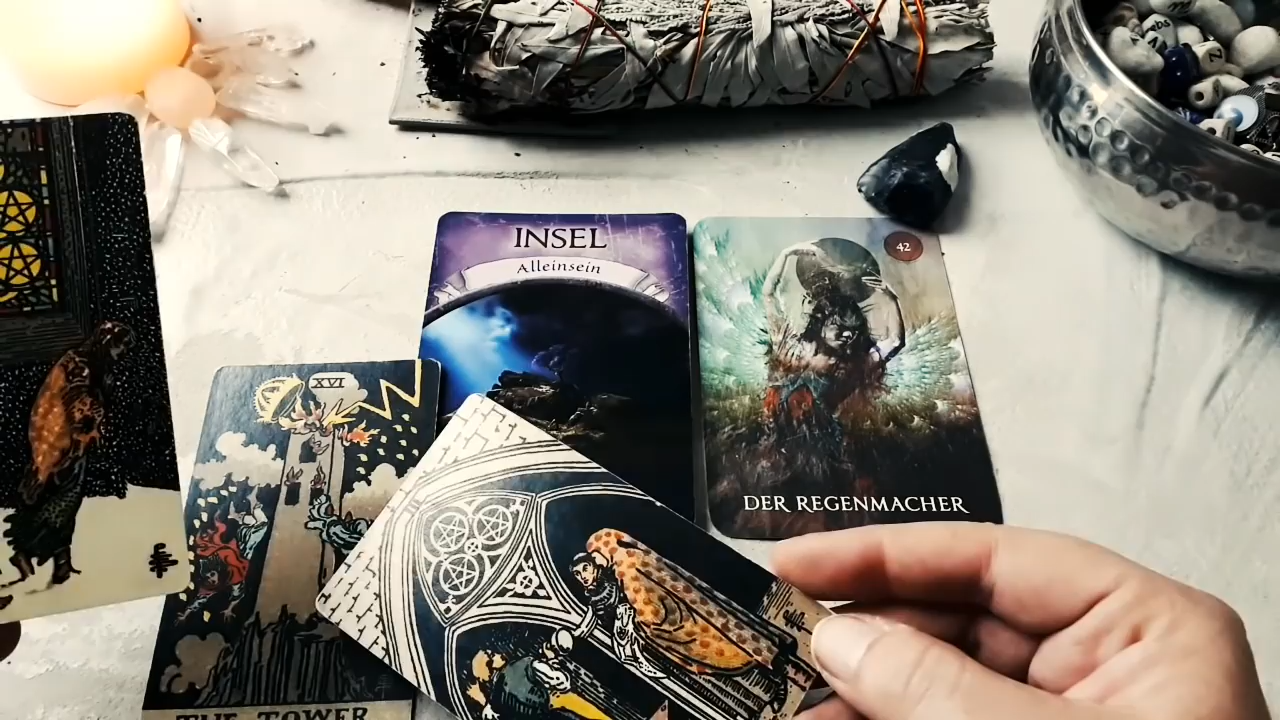 INSEL
Alleinsein
42
DER REGENMACHER
XVI
THE TOWER